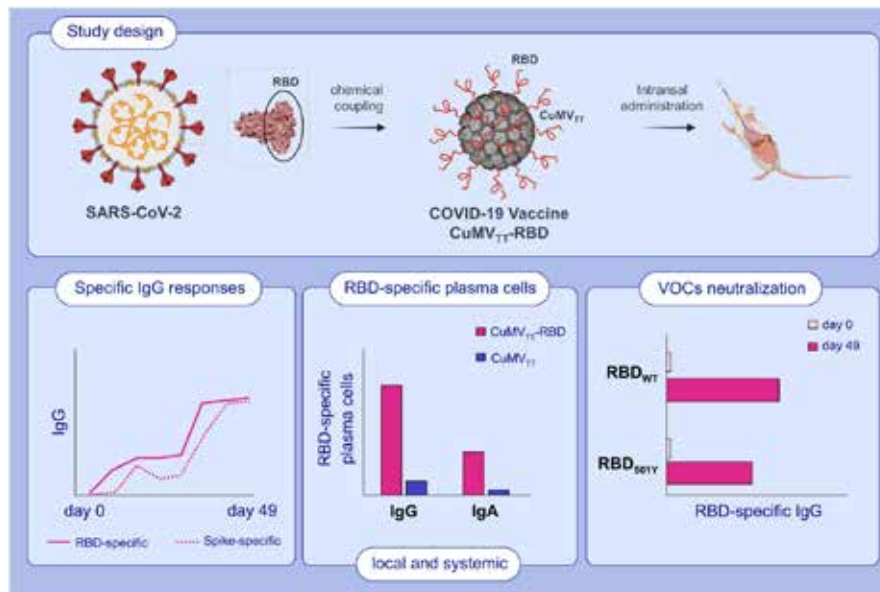 Study design
RBD
chemical
coupling
RBD
CuMVTT
Intransal
administration
SARS-CoV-2
COVID-19 Vaccine
CuMVTT-RBD
Specific IgG responses
IgG
day 0
day 49
RBD-specific
Spike-specific
RBD-specific plasma cells
CuMVTT-RBD
CuMVTT
RBD-specific
plasma cells
IgG
IgA
local and systemic
VOCs neutralization
day 0
day 49
RBDWT
RBD501Y
RBD-specific IgG